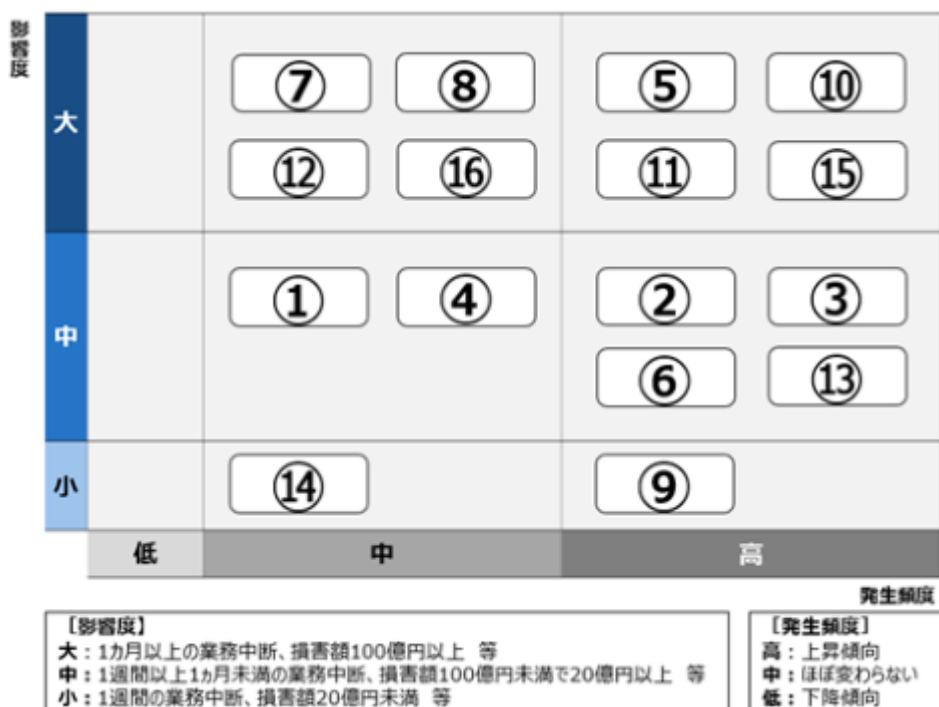 影響度
大
⑦ ⑧ ⑤ ⑩
⑫ ⑯ ⑪ ⑮
中
① ④ ② ③
⑥ ⑬
小
⑭ ⑨
低 中 高
発生頻度
【影響度】
大:1カ月以上の業務中断、損害額100億円以上 等
中:1週間以上1ヵ月未満の業務中断、損害額100億円未満で20億円以上 等
小:1週間の業務中断、損害額20億円未満 等
【発生頻度】
高:上昇傾向
中:ほぼ変わらない
低:下降傾向